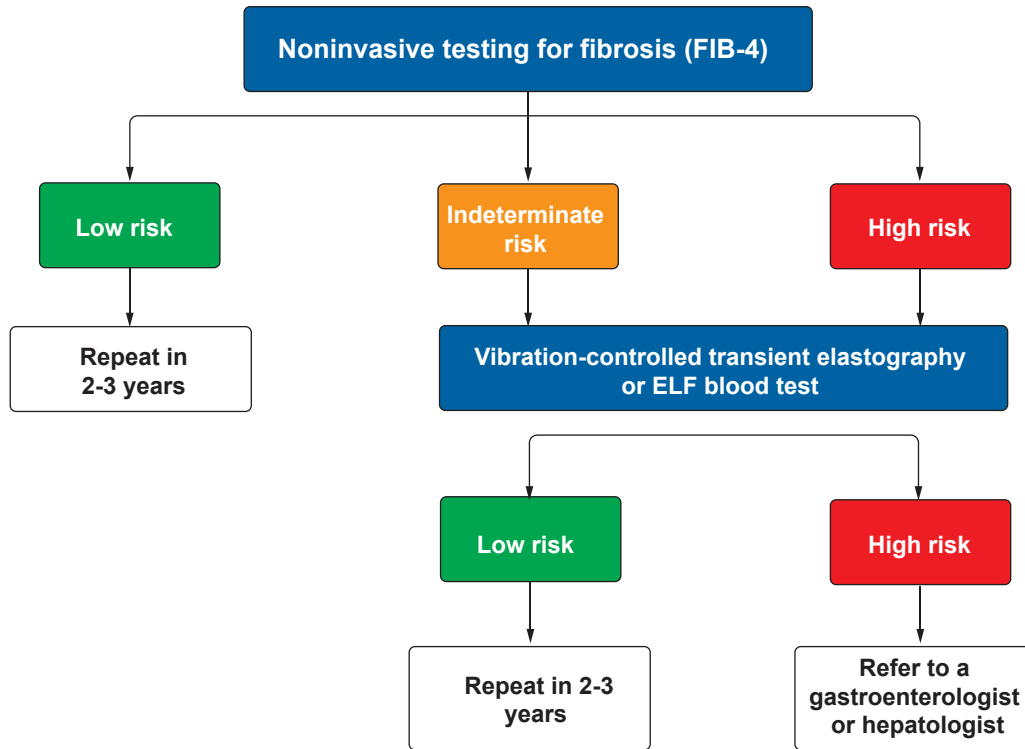 Noninvasive testing for fibrosis (FIB-4)
Low risk
Indeterminate
risk
High risk
Repeat in
2-3 years
Vibration-controlled transient elastography
or ELF blood test
Low risk
High risk
Repeat in 2-3
years
Refer to a
gastroenterologist
or hepatologist